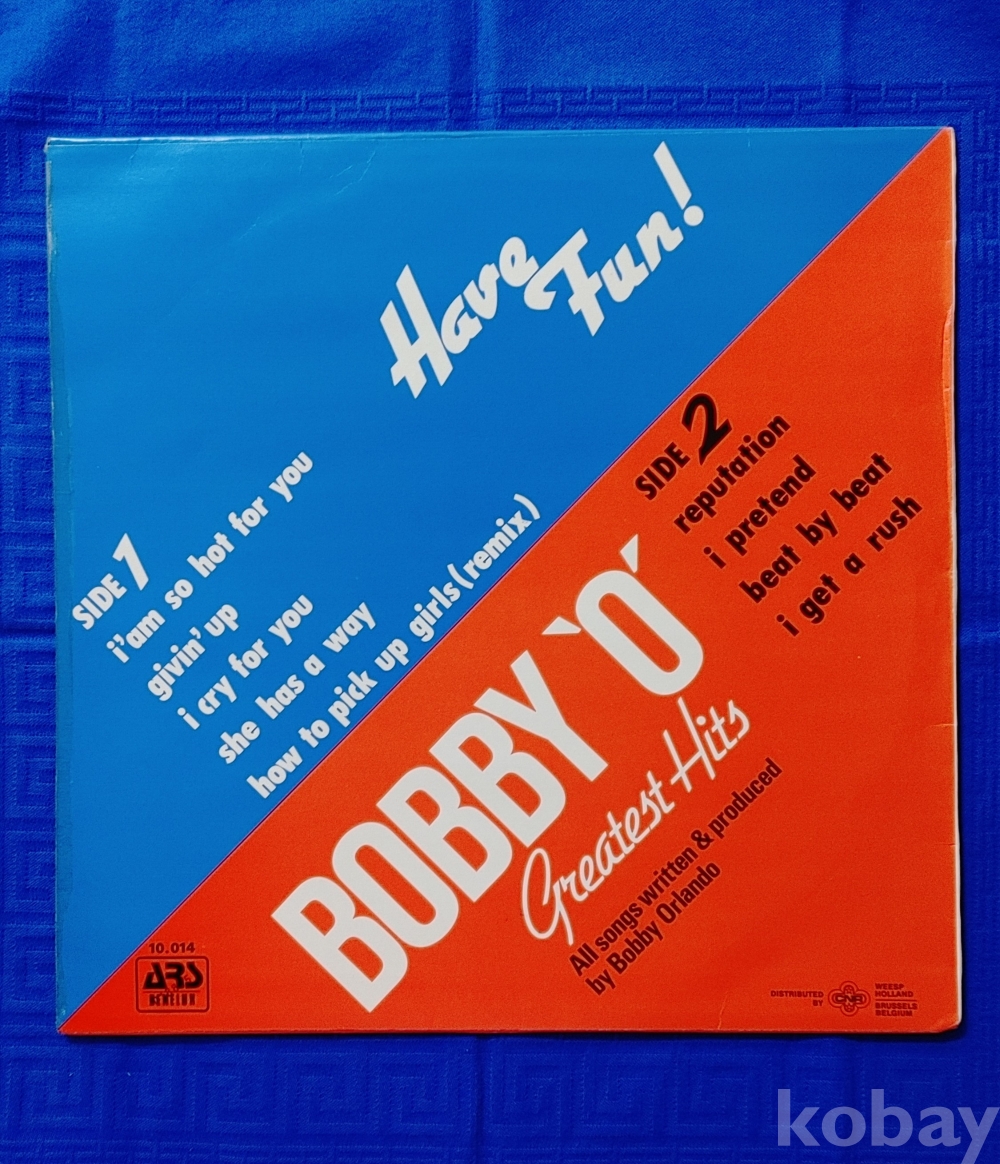 Have
Fun!
SIDE 1
i'am so hot for you
givin' up
i cry for you
she has a way
how to pick up girls (remix)
SIDE 2
reputation
i pretend
beat by beat
i get a rush
BOBBY `O´
Greatest Hits
All songs written & produced
by Bobby Orlando
10.014
ARS
BENELUX
DISTRIBUTED
BY
CNR
WEESP
HOLLAND
BRUSSELS
BELGIUM
kobay